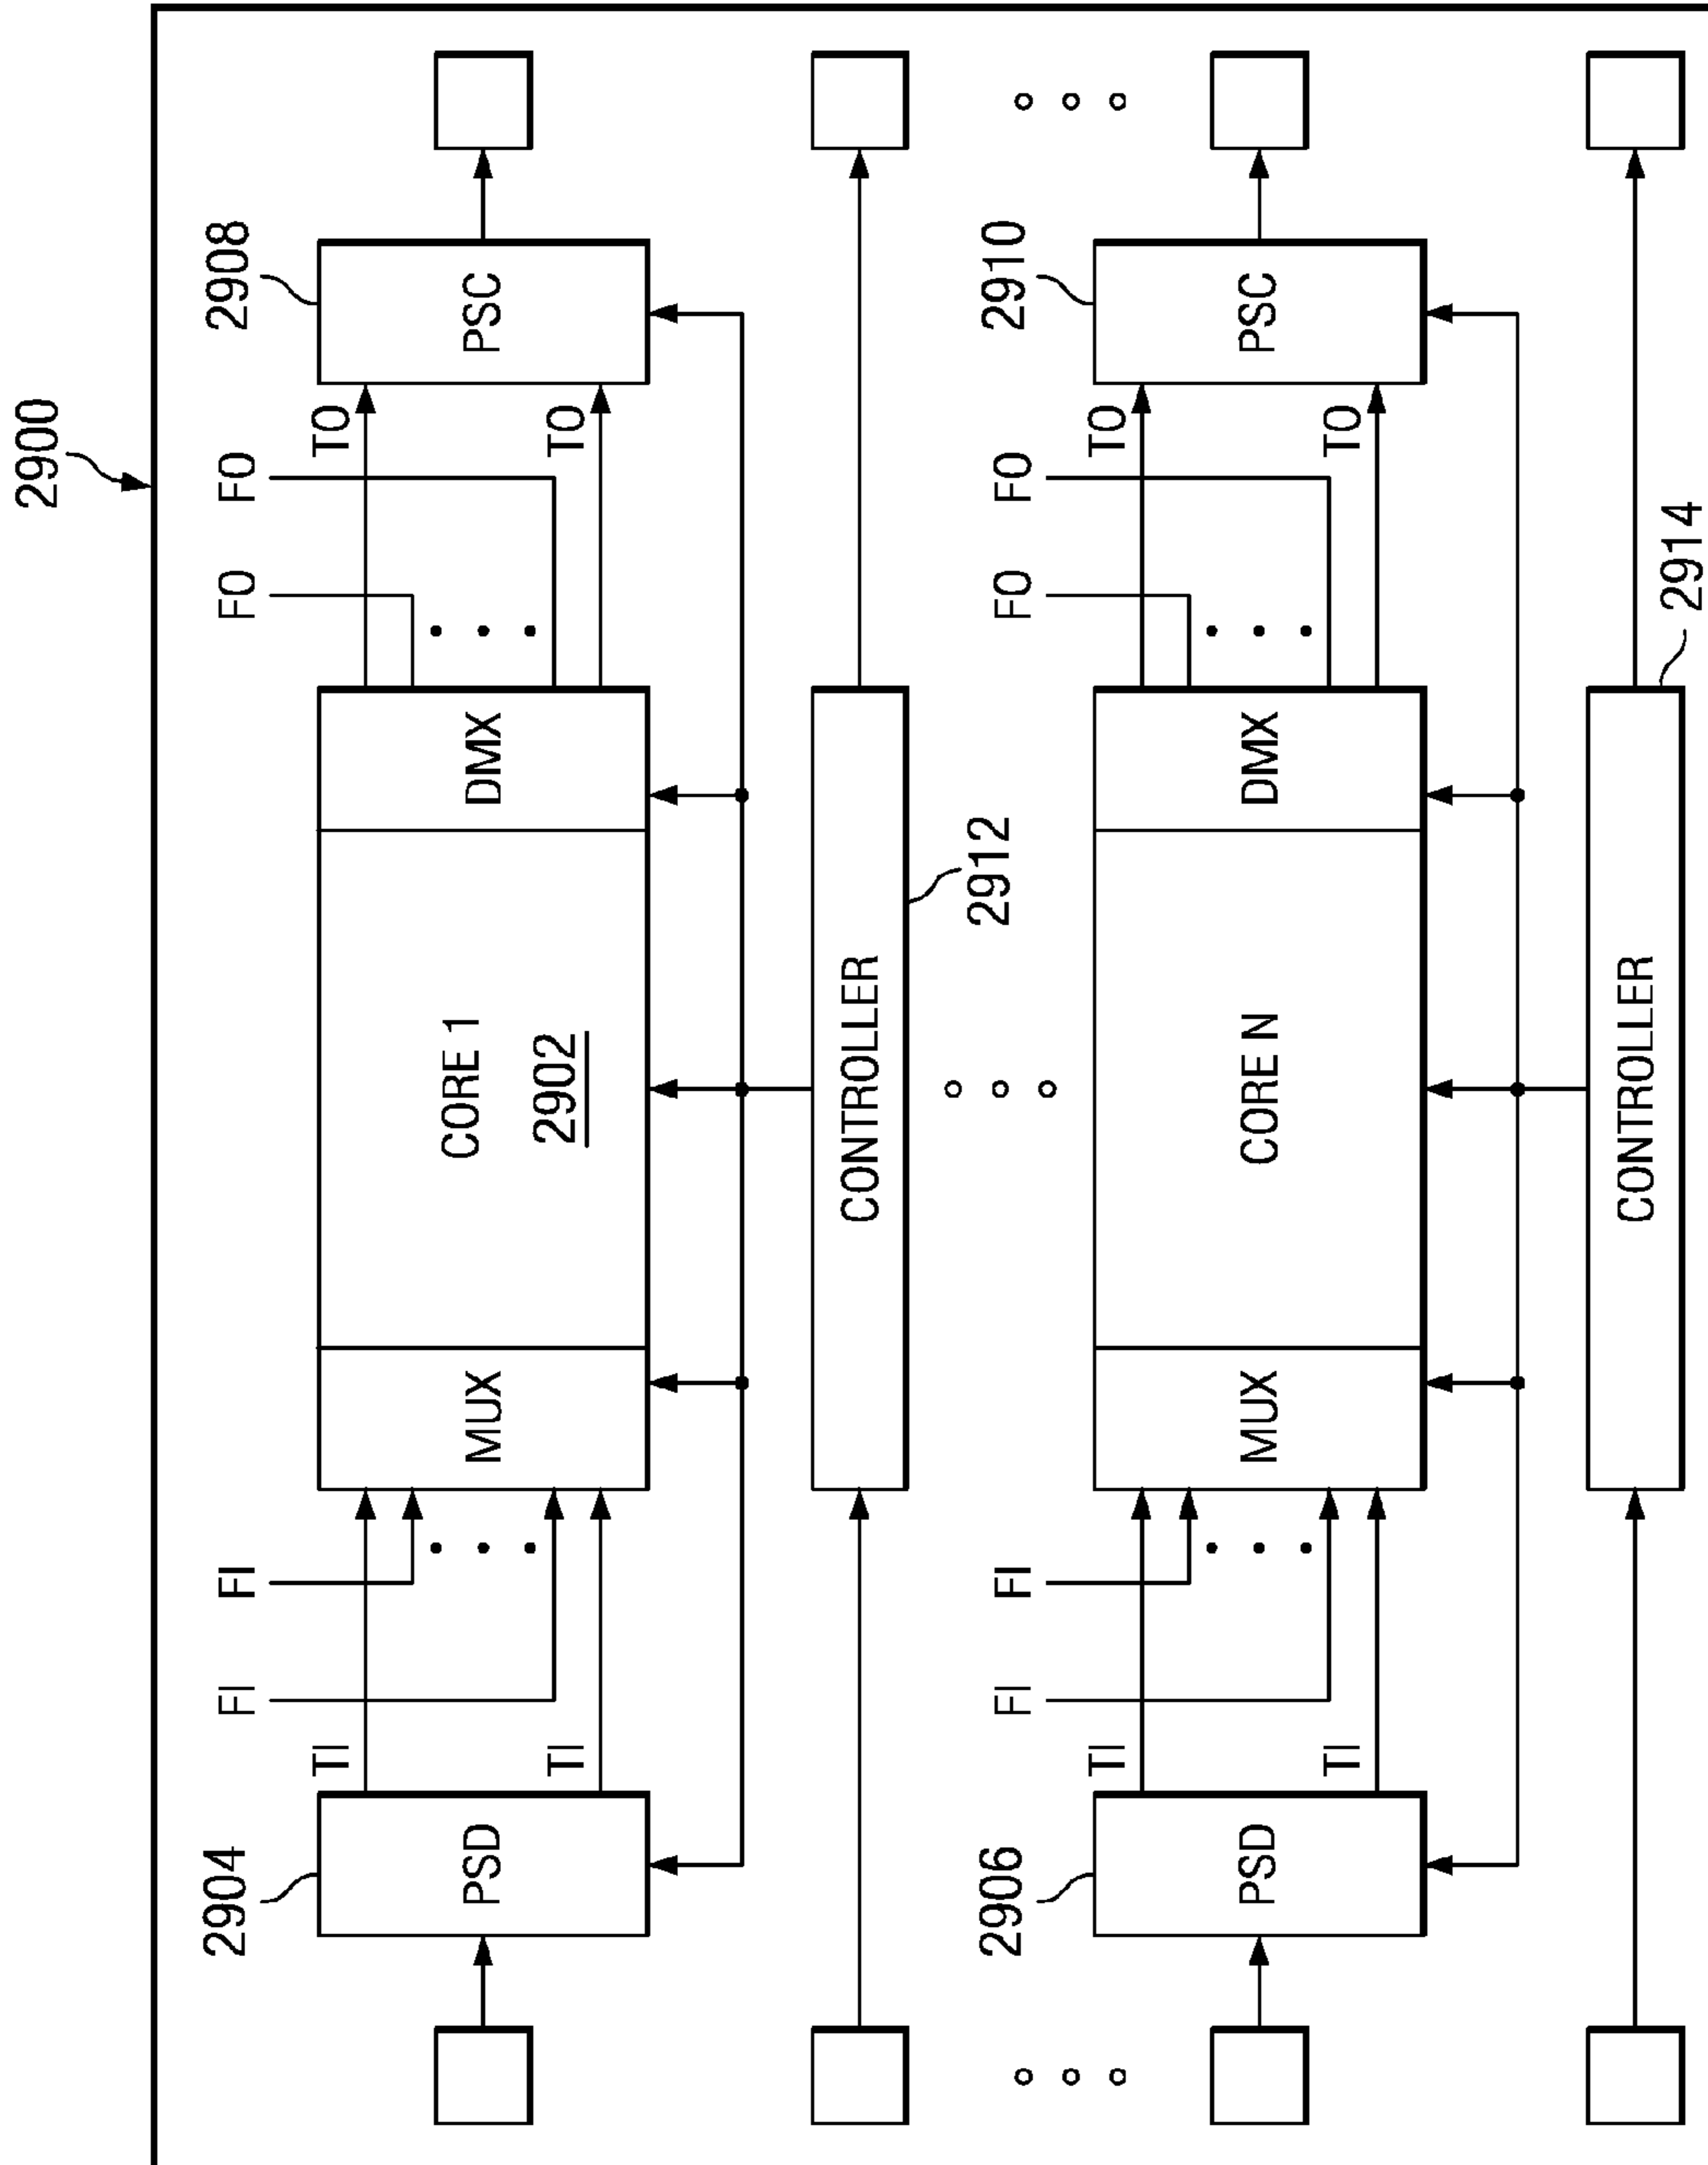 2900
2904
PSD
TI
TI
FI
FI
MUX
CORE 1
2902
DMX
FO
FO
TO
TO
2908
PSC
CONTROLLER
2912
2906
PSD
TI
TI
FI
FI
MUX
CORE N
DMX
FO
FO
TO
TO
2910
PSC
CONTROLLER
2914